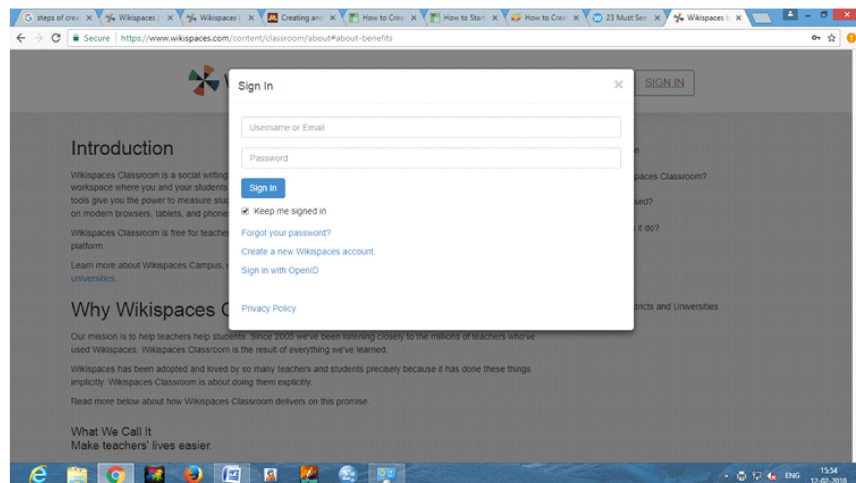 steps of crea
Wikispaces |
Wikispaces |
Creating and
How to Crea
How to Start
How to Crea
23 Must See
Wikispaces
Secure | https://www.wikispaces.com/content/classroom/about#about-benefits
SIGN IN
Sign In
Username or Email
Password
Sign In
Keep me signed in
Forgot your password?
Create a new Wikispaces account.
Sign in with OpenID
Privacy Policy
Introduction
Wikispaces Classroom is a social writing
workspace where you and your students
tools give you the power to measure stud
on modern browsers, tablets, and phone
Wikispaces Classroom is free for teache
platform.
Learn more about Wikispaces Campus,
universities.
paces Classroom?
sed?
it do?
tricts and Universities
Why Wikispaces C
Our mission is to help teachers help students. Since 2005 we've been listening closely to the millions of teachers who've
used Wikispaces. Wikispaces Classroom is the result of everything we've learned.
Wikispaces has been adopted and loved by so many teachers and students precisely because it has done these things
implicitly. Wikispaces Classroom is about doing them explicitly.
Read more below about how Wikispaces Classroom delivers on this promise.
What We Call It
Make teachers' lives easier.
ENG
15:54
12-02-2018